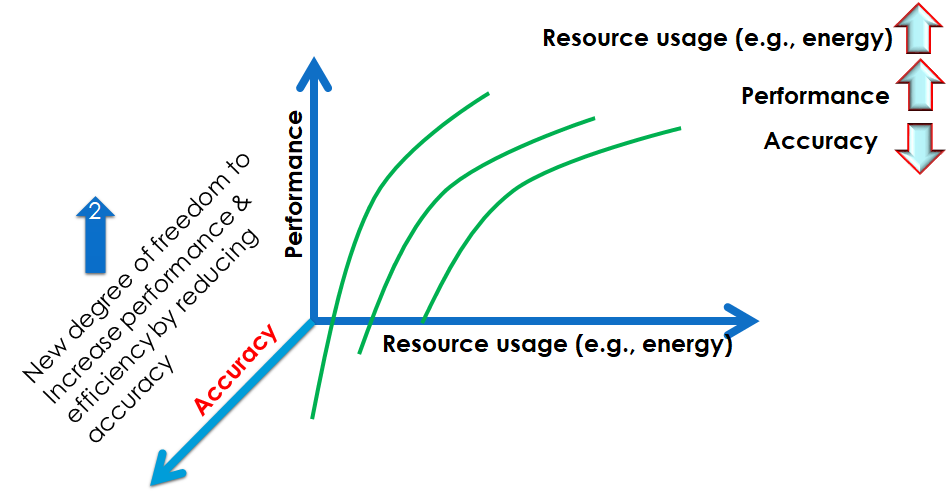 Resource usage (e.g., energy)
Performance
Accuracy
Performance
2
New degree of freedom to
Increase performance &
efficiency by reducing
accuracy
Accuracy
Resource usage (e.g., energy)